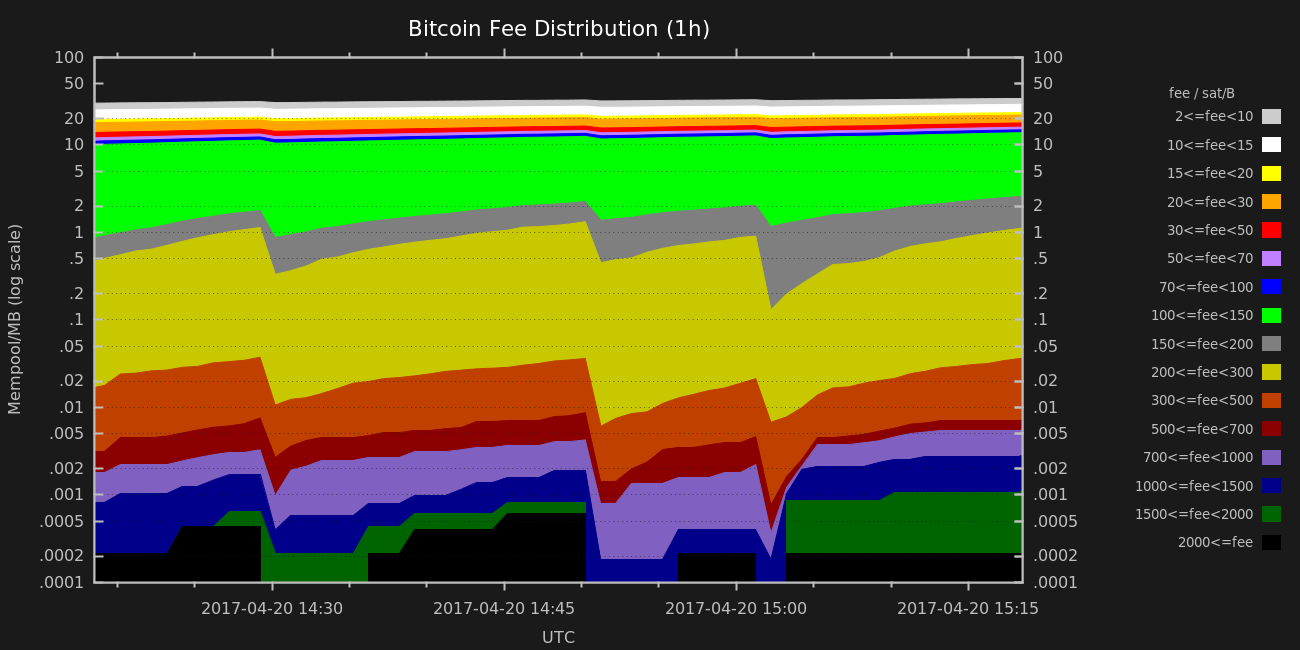 Bitcoin Fee Distribution (1h)
100
50
20
10
5
2
1
.5
.2
.1
.05
.02
.01
.005
.002
.001
.0005
.0002
.0001
Mempool/MB (log scale)
100
50
20
10
5
2
1
.5
.2
.1
.05
.02
.01
.005
.002
.001
.0005
.0002
.0001
2017-04-20 14:30
2017-04-20 14:45
2017-04-20 15:00
2017-04-20 15:15
UTC
fee / sat/B
2<=fee<10
10<=fee<15
15<=fee<20
20<=fee<30
30<=fee<50
50<=fee<70
70<=fee<100
100<=fee<150
150<=fee<200
200<=fee<300
300<=fee<500
500<=fee<700
700<=fee<1000
1000<=fee<1500
1500<=fee<2000
2000<=fee